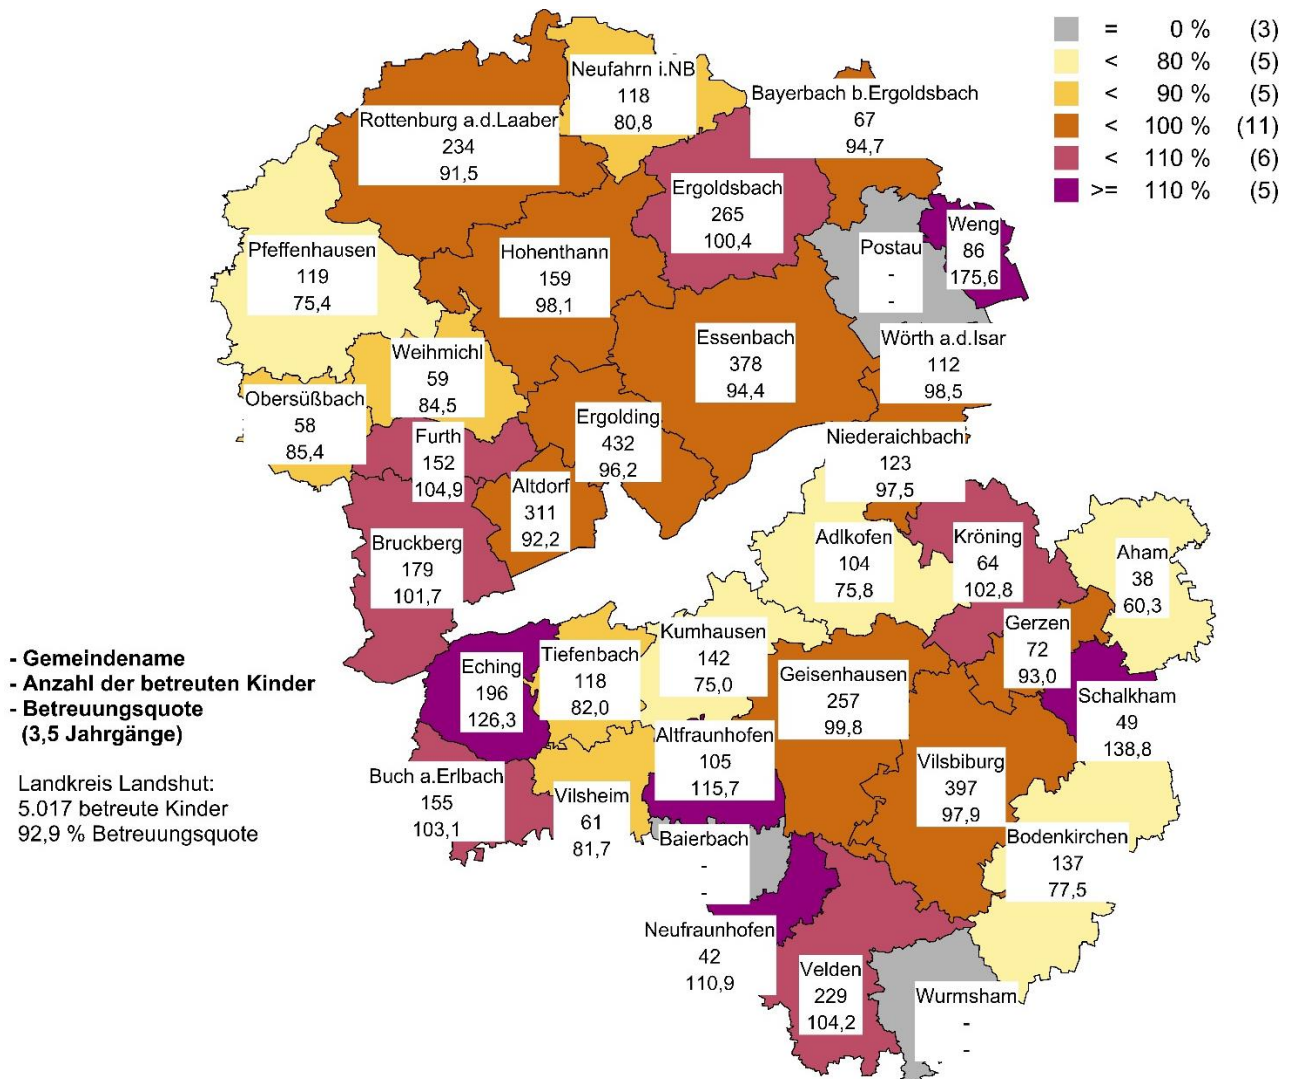 = 0 % (3)
< 80 % (5)
< 90 % (5)
< 100 % (11)
< 110 % (6)
>= 110 % (5)
Neufahrn i.NB
118
80,8
Bayerbach b.Ergoldsbach
67
94,7
Rottenburg a.d.Laaber
234
91,5
Ergoldsbach
265
100,4
Weng
86
175,6
Postau
-
-
Pfeffenhausen
119
75,4
Hohenthann
159
98,1
Essenbach
378
94,4
Wörth a.d.Isar
112
98,5
Weihmichl
59
84,5
Obersüßbach
58
85,4
Ergolding
432
96,2
Furth
152
104,9
Niederaichbach
123
97,5
Altdorf
311
92,2
Bruckberg
179
101,7
Adlkofen
104
75,8
Kröning
64
102,8
Aham
38
60,3
Gerzen
72
93,0
Kumhausen
142
75,0
Tiefenbach
118
82,0
Eching
196
126,3
Geisenhausen
257
99,8
Schalkham
49
138,8
Altfraunhofen
105
115,7
Vilsbiburg
397
97,9
Buch a.Erlbach
155
103,1
Vilsheim
61
81,7
Baierbach
-
-
Bodenkirchen
137
77,5
Neufraunhofen
42
110,9
Velden
229
104,2
Wurmsham
-
-
- Gemeindename
- Anzahl der betreuten Kinder
- Betreuungsquote
(3,5 Jahrgänge)
Landkreis Landshut:
5.017 betreute Kinder
92,9 % Betreuungsquote